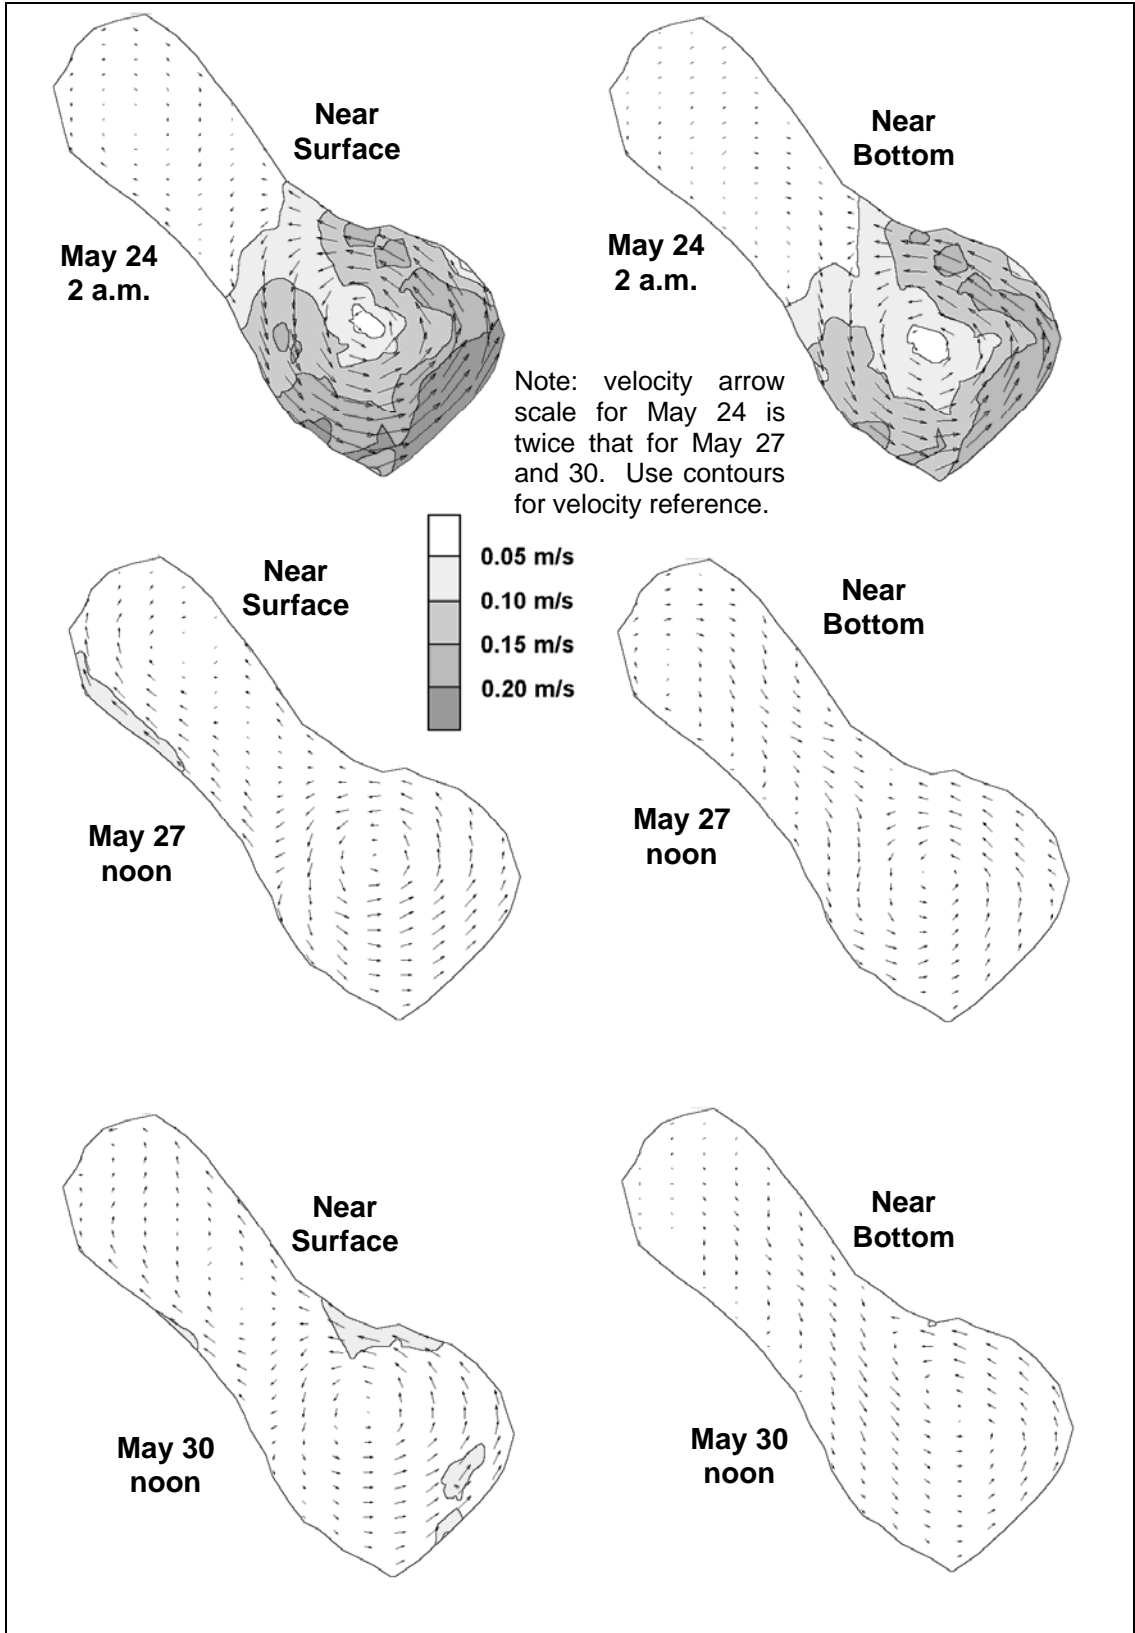 Near
Surface
Near
Bottom
May 24
2 a.m.
May 24
2 a.m.
Note: velocity arrow
scale for May 24 is
twice that for May 27
and 30. Use contours
for velocity reference.
0.05 m/s
0.10 m/s
0.15 m/s
0.20 m/s
Near
Surface
Near
Bottom
May 27
noon
May 27
noon
Near
Surface
Near
Bottom
May 30
noon
May 30
noon